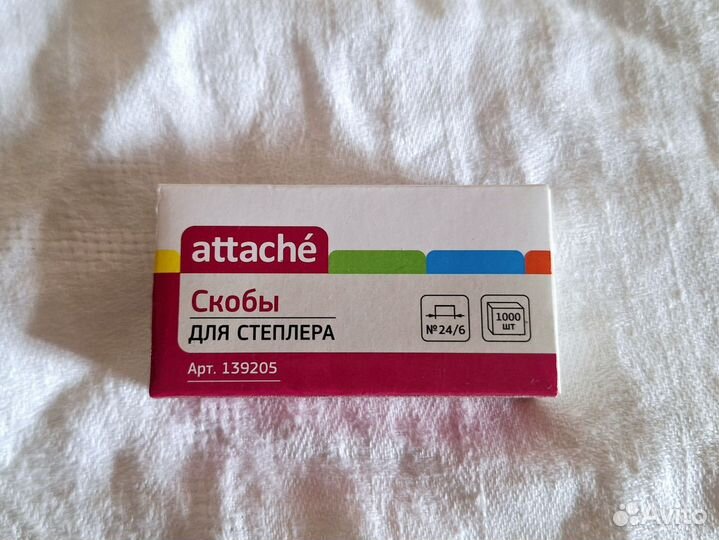 attaché
Скобы
ДЛЯ СТЕПЛЕРА
№24/6
1000
шт
Арт. 139205
Avito